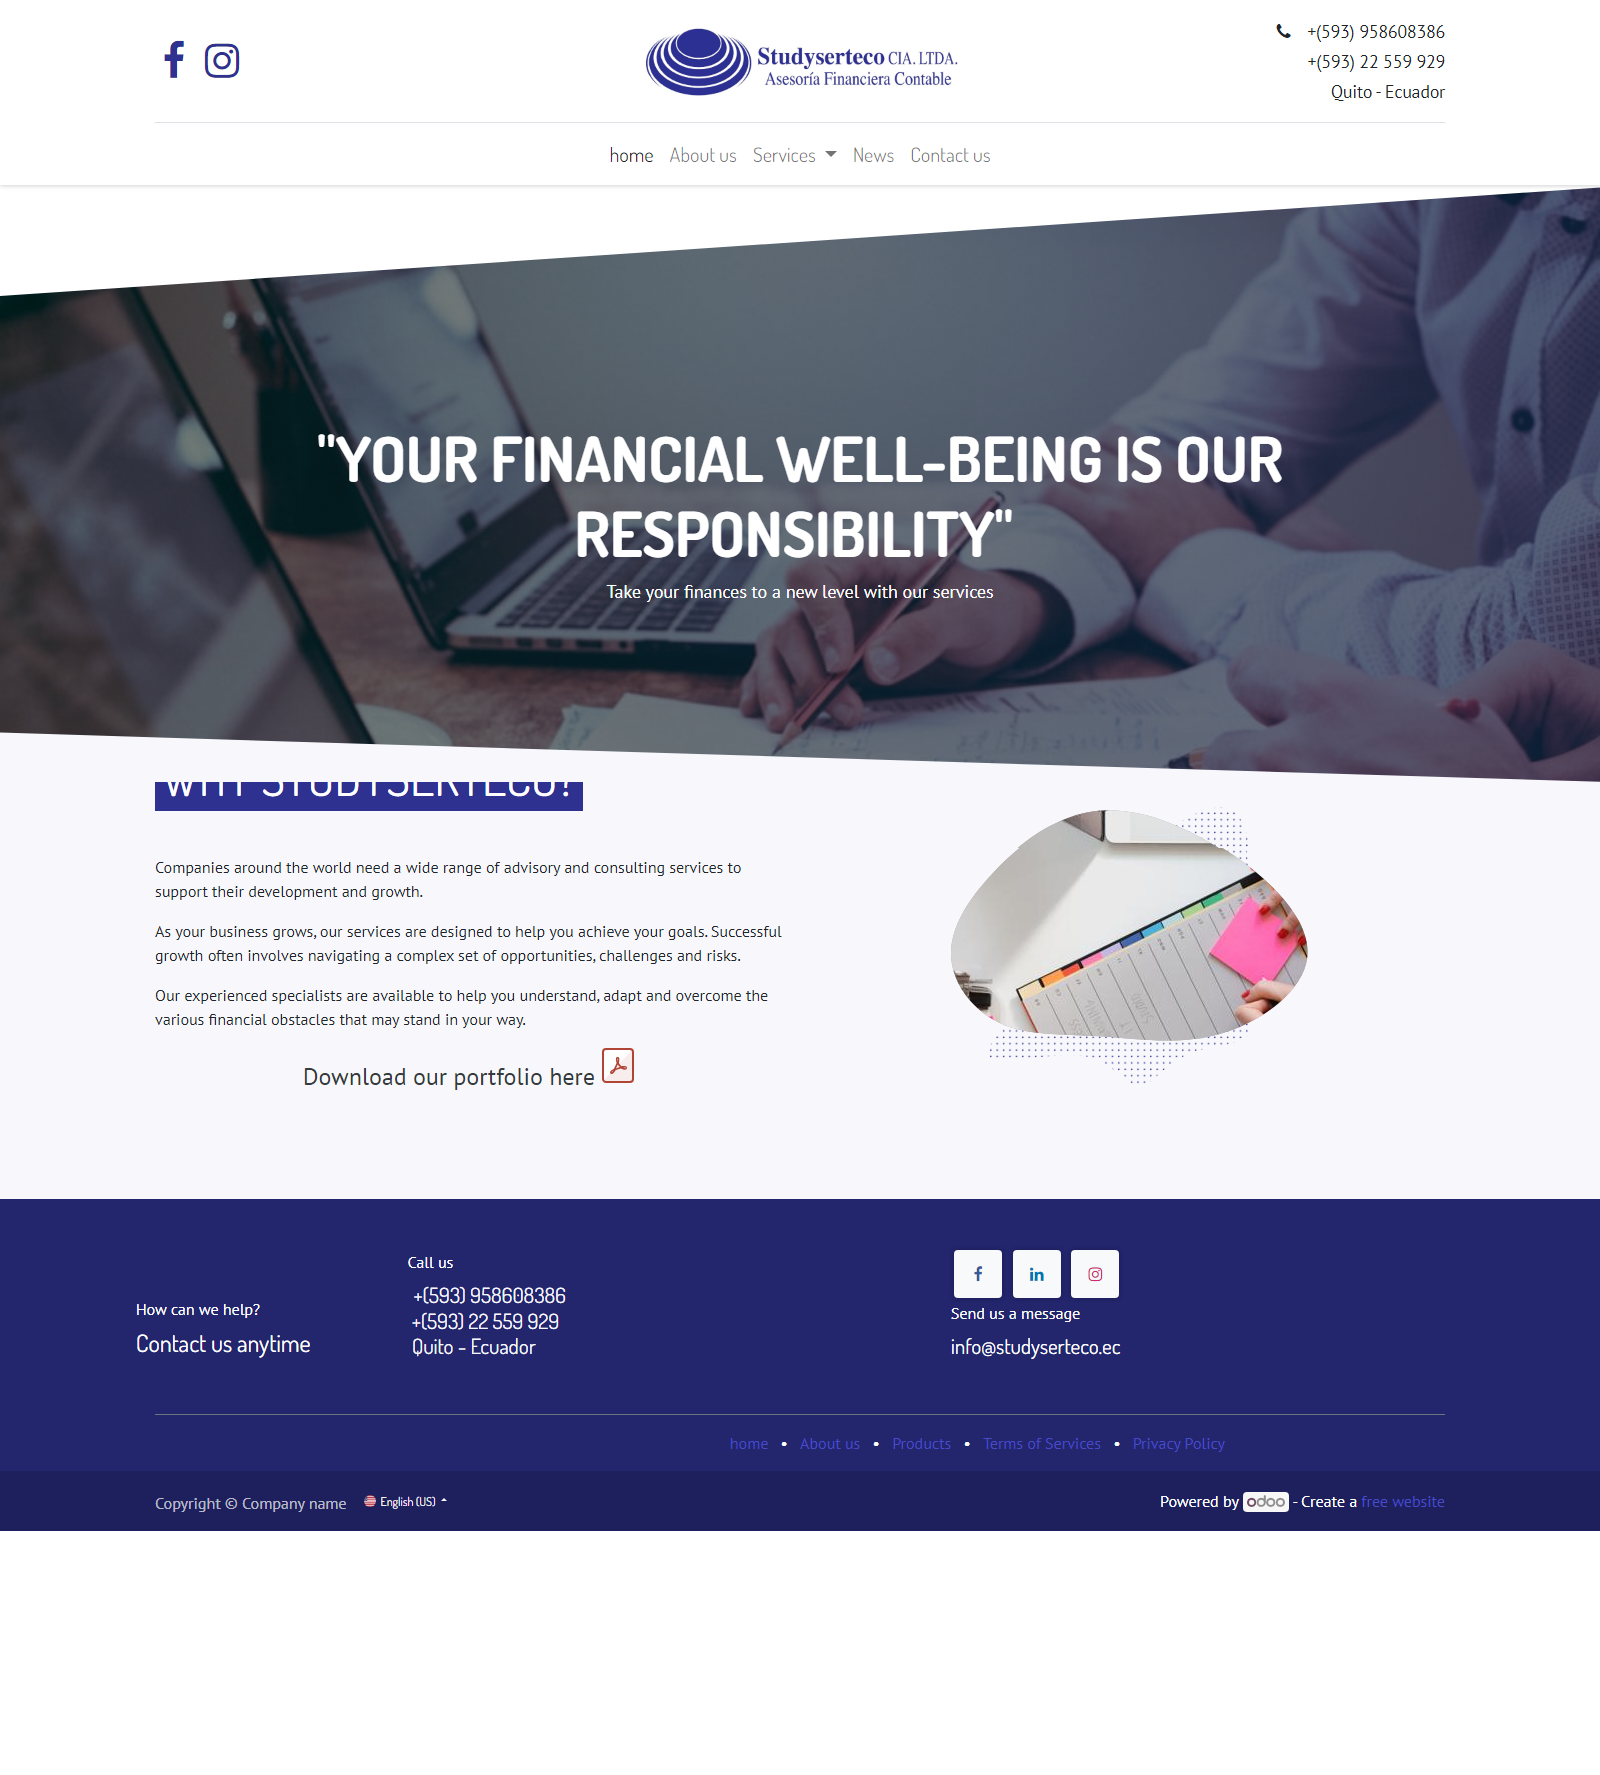 Studyserteco CIA. LTDA.
Asesoría Financiera Contable
+(593) 958608386
+(593) 22 559 929
Quito - Ecuador
home About us Services News Contact us
"YOUR FINANCIAL WELL-BEING IS OUR
RESPONSIBILITY"
Take your finances to a new level with our services
WHY STUDYSERTECO?
Companies around the world need a wide range of advisory and consulting services to
support their development and growth.
As your business grows, our services are designed to help you achieve your goals. Successful
growth often involves navigating a complex set of opportunities, challenges and risks.
Our experienced specialists are available to help you understand, adapt and overcome the
various financial obstacles that may stand in your way.
Download our portfolio here
How can we help?
Contact us anytime
Call us
+(593) 958608386
+(593) 22 559 929
Quito - Ecuador
Send us a message
info@studyserteco.ec
home • About us • Products • Terms of Services • Privacy Policy
Copyright © Company name English (US)
Powered by odoo - Create a free website